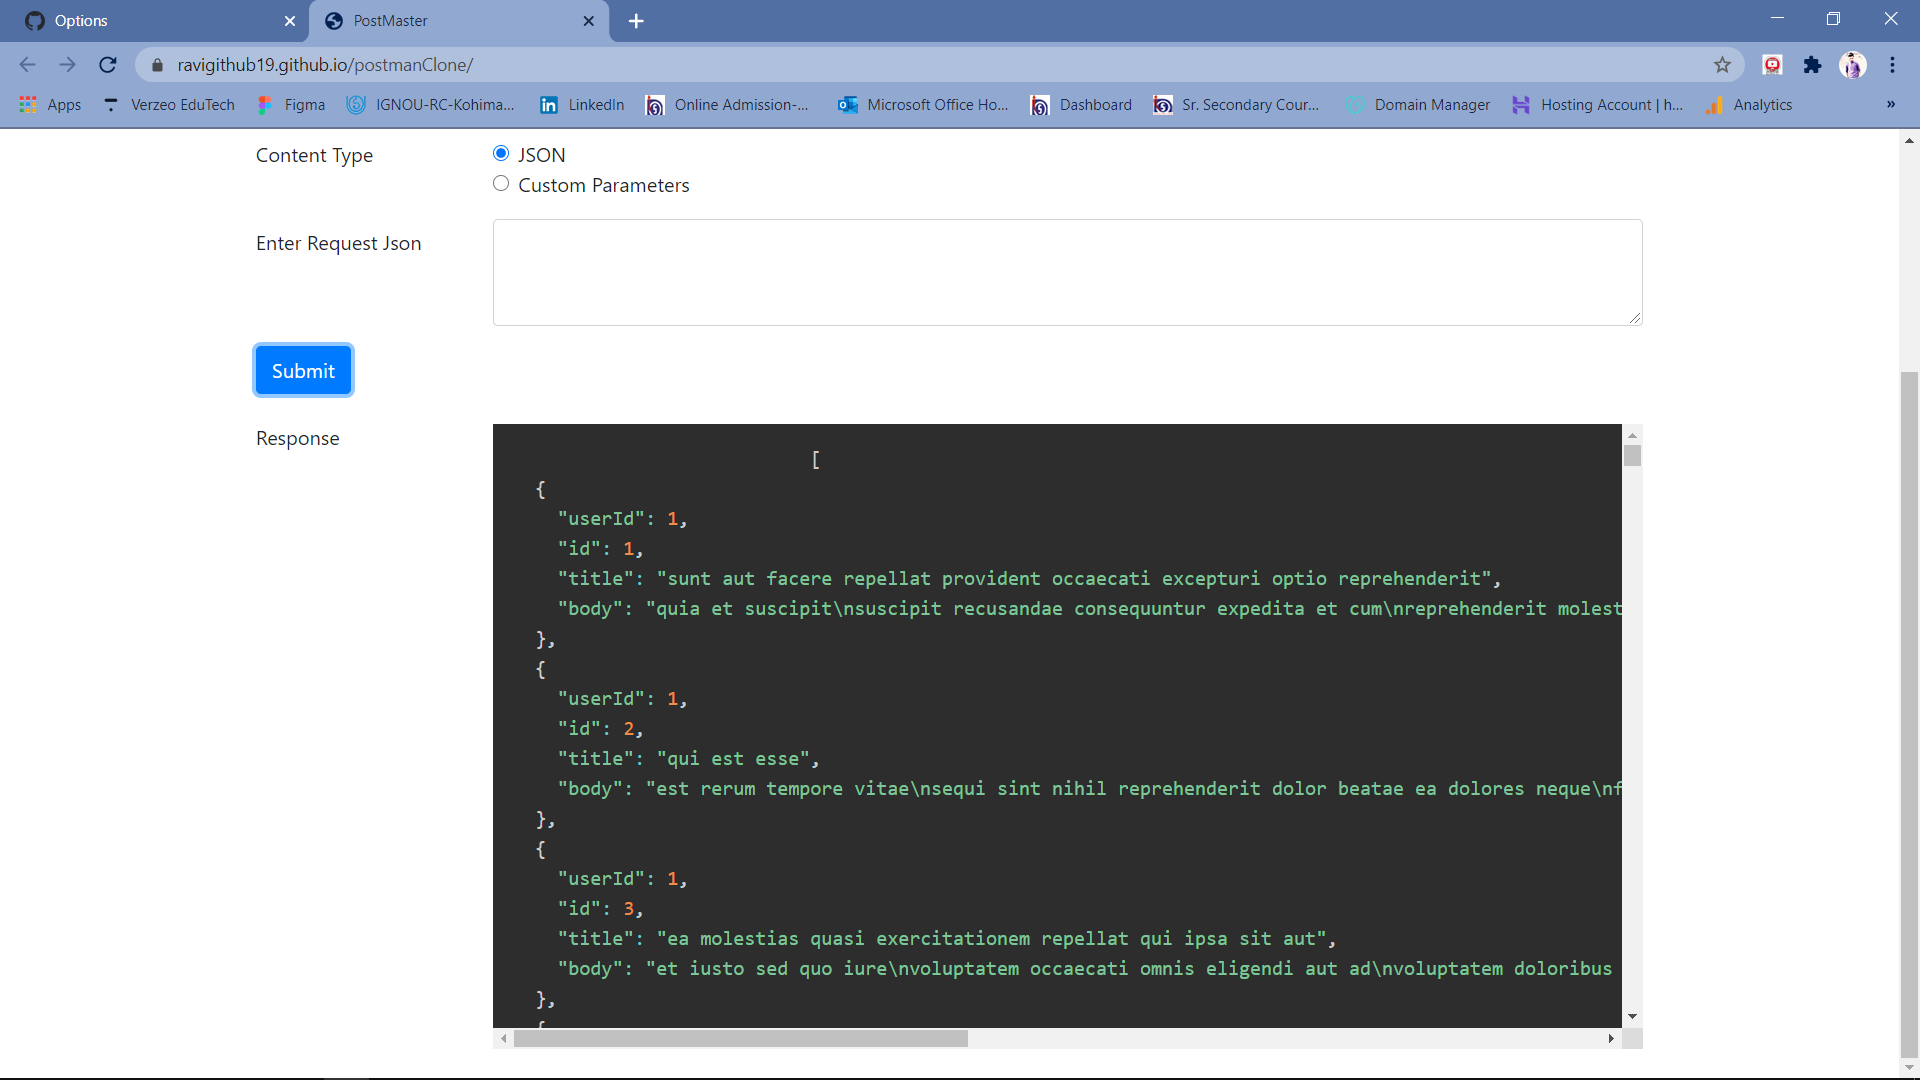 Options
PostMaster
ravigithub19.github.io/postmanClone/
Apps Verzeo EduTech Figma IGNOU-RC-Kohima... LinkedIn Online Admission-... Microsoft Office Ho... Dashboard Sr. Secondary Cour... Domain Manager Hosting Account | h... Analytics »
Content Type
JSON
Custom Parameters
Enter Request Json
Submit
Response
[
{
"userId": 1,
"id": 1,
"title": "sunt aut facere repellat provident occaecati excepturi optio reprehenderit",
"body": "quia et suscipit\nsuscipit recusandae consequuntur expedita et cum\nreprehenderit molest
},
{
"userId": 1,
"id": 2,
"title": "qui est esse",
"body": "est rerum tempore vitae\nsequi sint nihil reprehenderit dolor beatae ea dolores neque\nf
},
{
"userId": 1,
"id": 3,
"title": "ea molestias quasi exercitationem repellat qui ipsa sit aut",
"body": "et iusto sed quo iure\nvoluptatem occaecati omnis eligendi aut ad\nvoluptatem doloribus
},
{